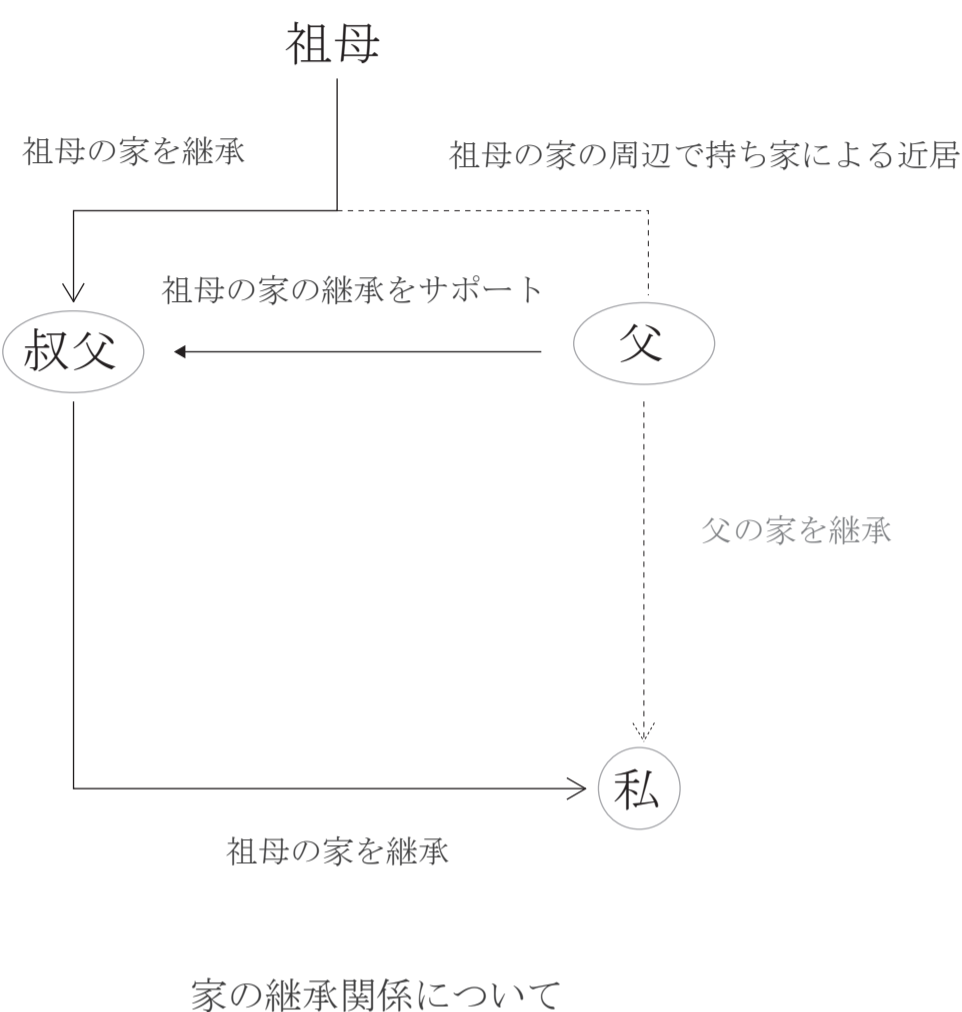 祖母
祖母の家を継承
祖母の家の周辺で持ち家による近居
祖母の家の継承をサポート
叔父
父
父の家を継承
私
祖母の家を継承
家の継承関係について